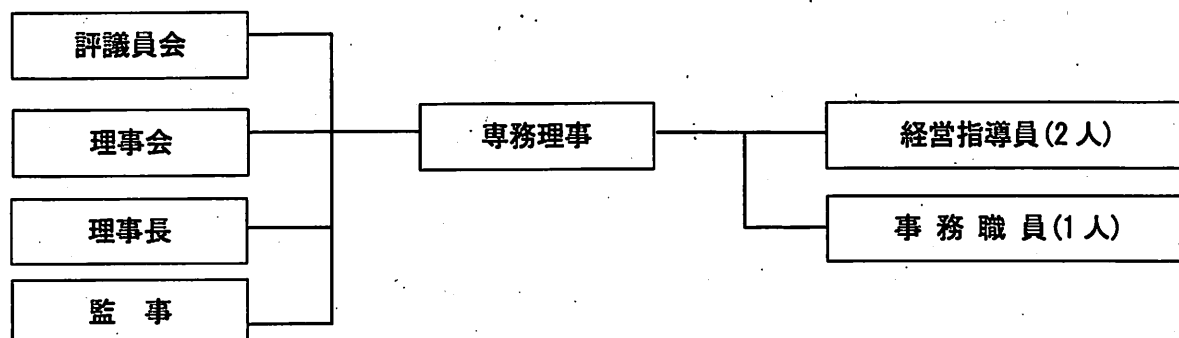 評議員会
理事会
理事長
監　事
専務理事
経営指導員(2人)
事 務 職 員(1人)